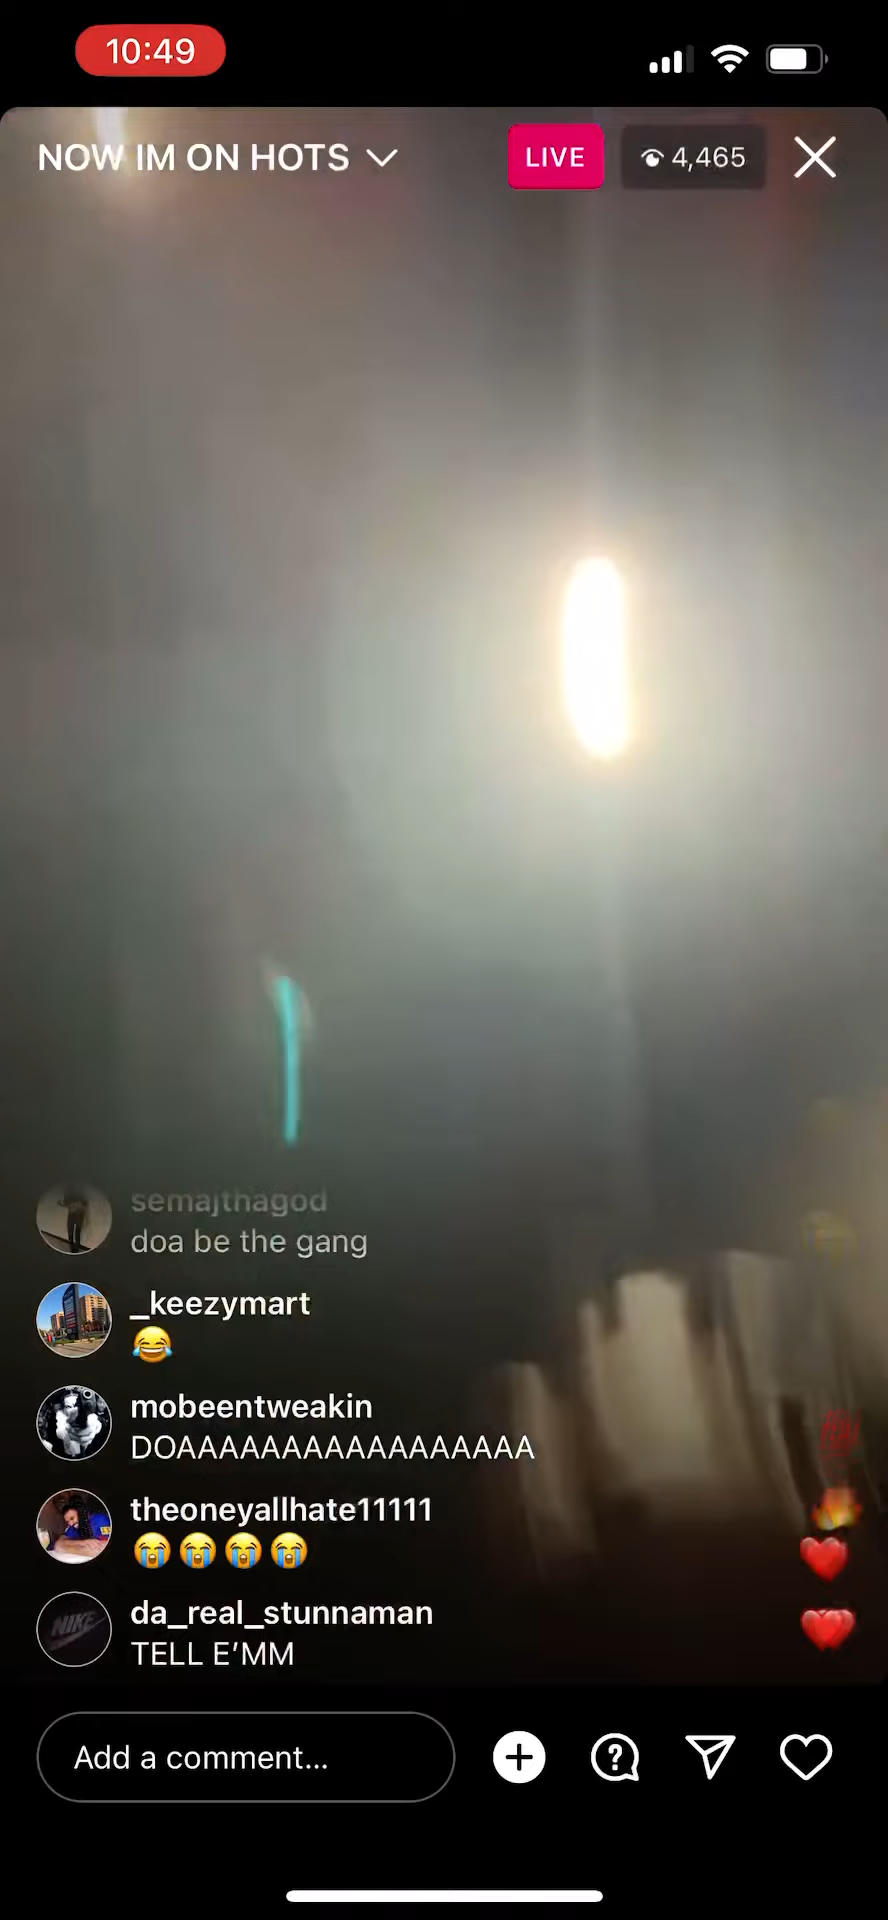 10:49
NOW IM ON HOTS
LIVE
4,465
semajthagod
doa be the gang
_keezymart
😂
mobeentweakin
DOAAAAAAAAAAAAAAAAA
theoneyallhate11111
😭😭😭😭
NIKE
da_real_stunnaman
TELL E’MM
Add a comment...